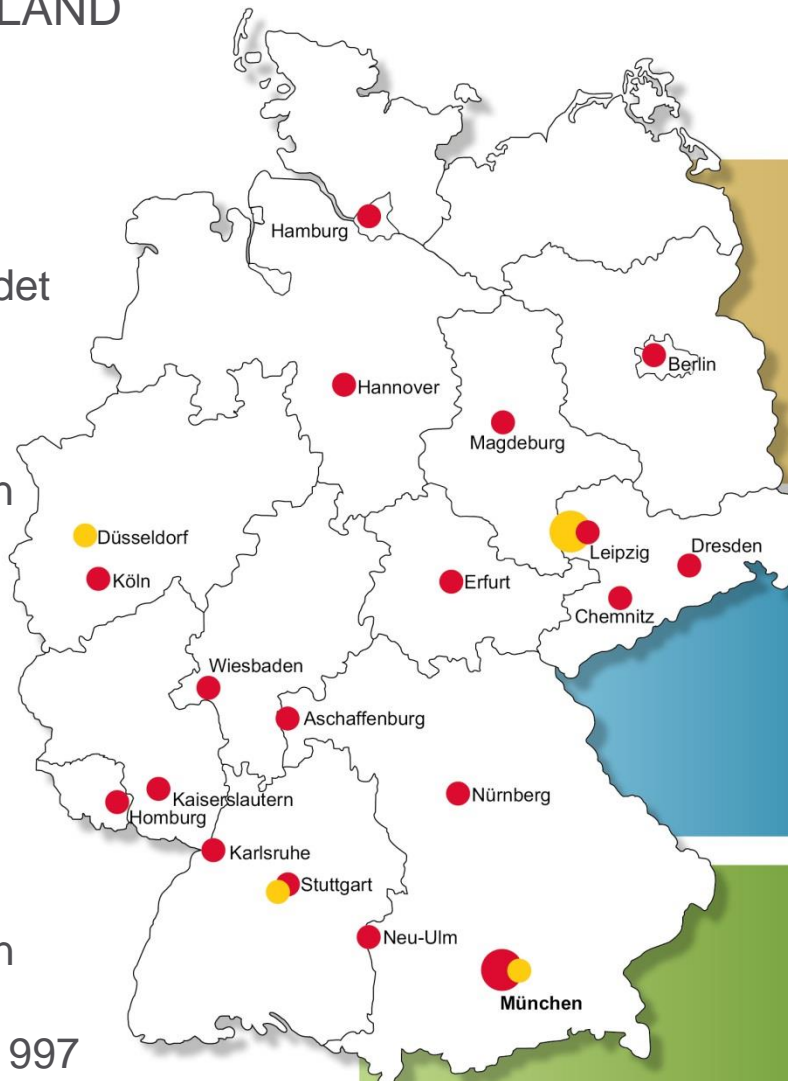 LAND
det
n
n
997
Hamburg
Hannover
Berlin
Magdeburg
Düsseldorf
Köln
Leipzig
Dresden
Erfurt
Chemnitz
Wiesbaden
Aschaffenburg
Kaiserslautern
Homburg
Nürnberg
Karlsruhe
Stuttgart
Neu-Ulm
München